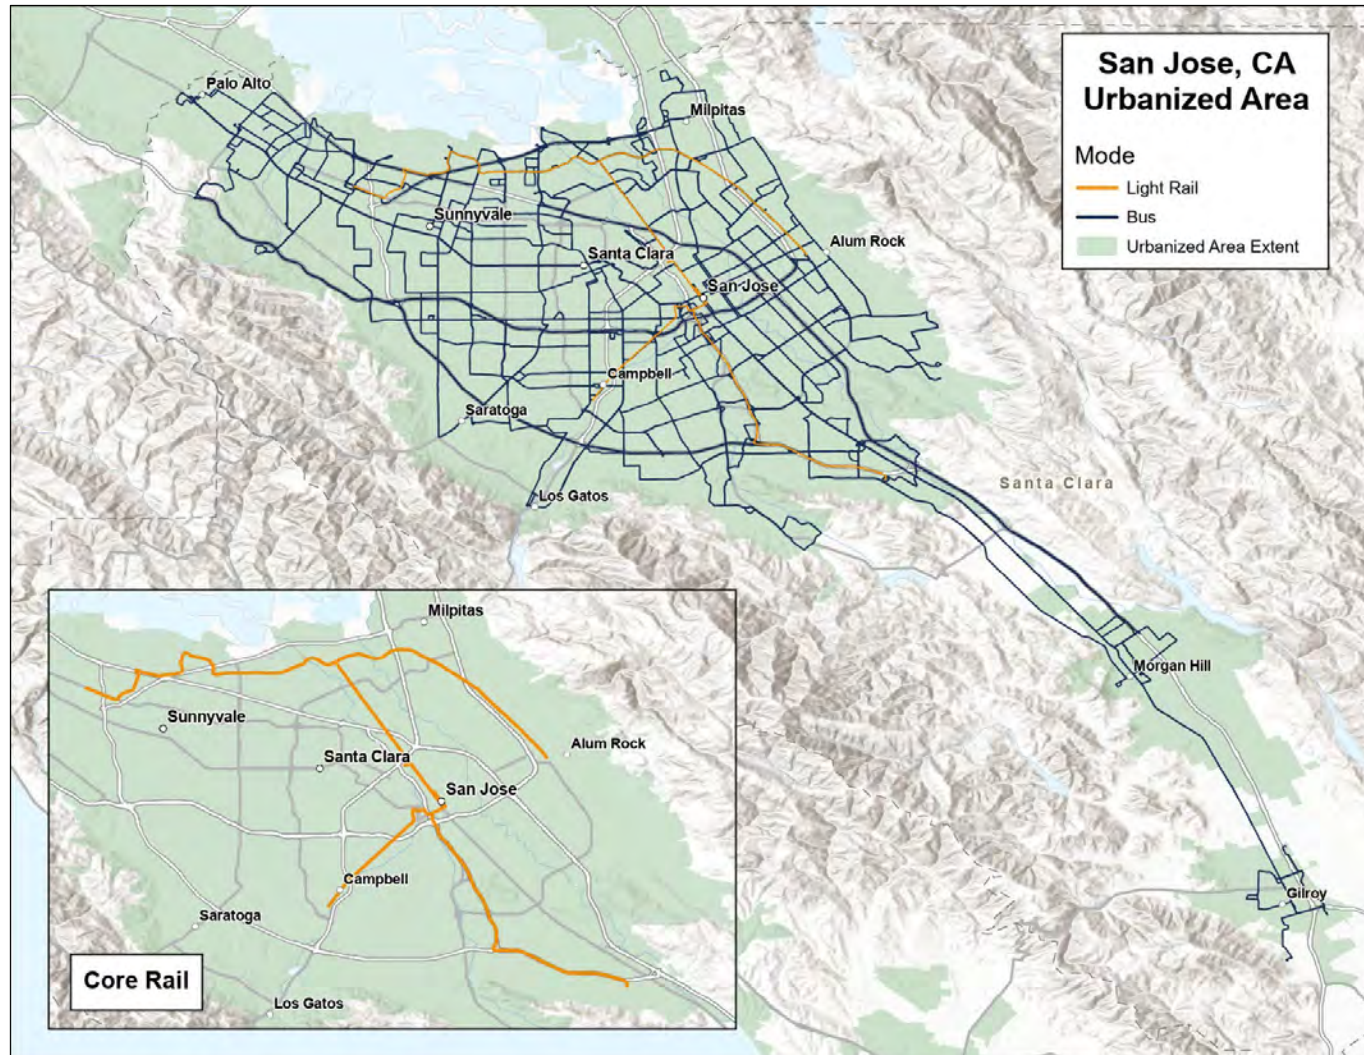 San Jose, CA
Urbanized Area
Mode
Light Rail
Bus
Urbanized Area Extent
Palo Alto
Milpitas
Sunnyvale
Alum Rock
Santa Clara
San Jose
Campbell
Saratoga
Santa Clara
Los Gatos
Morgan Hill
Gilroy
Milpitas
Sunnyvale
Alum Rock
Santa Clara
San Jose
Campbell
Saratoga
Core Rail
Los Gatos